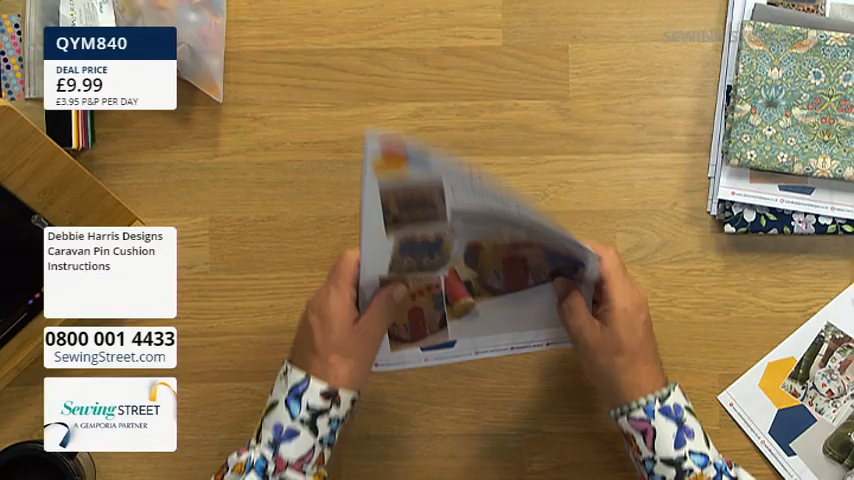 QYM840
DEAL PRICE
£9.99
£3.95 P&P PER DAY
SEWING
Debbie Harris Designs
Caravan Pin Cushion
Instructions
0800 001 4433
SewingStreet.com
Sewing STREET
A GEMPORIA PARTNER